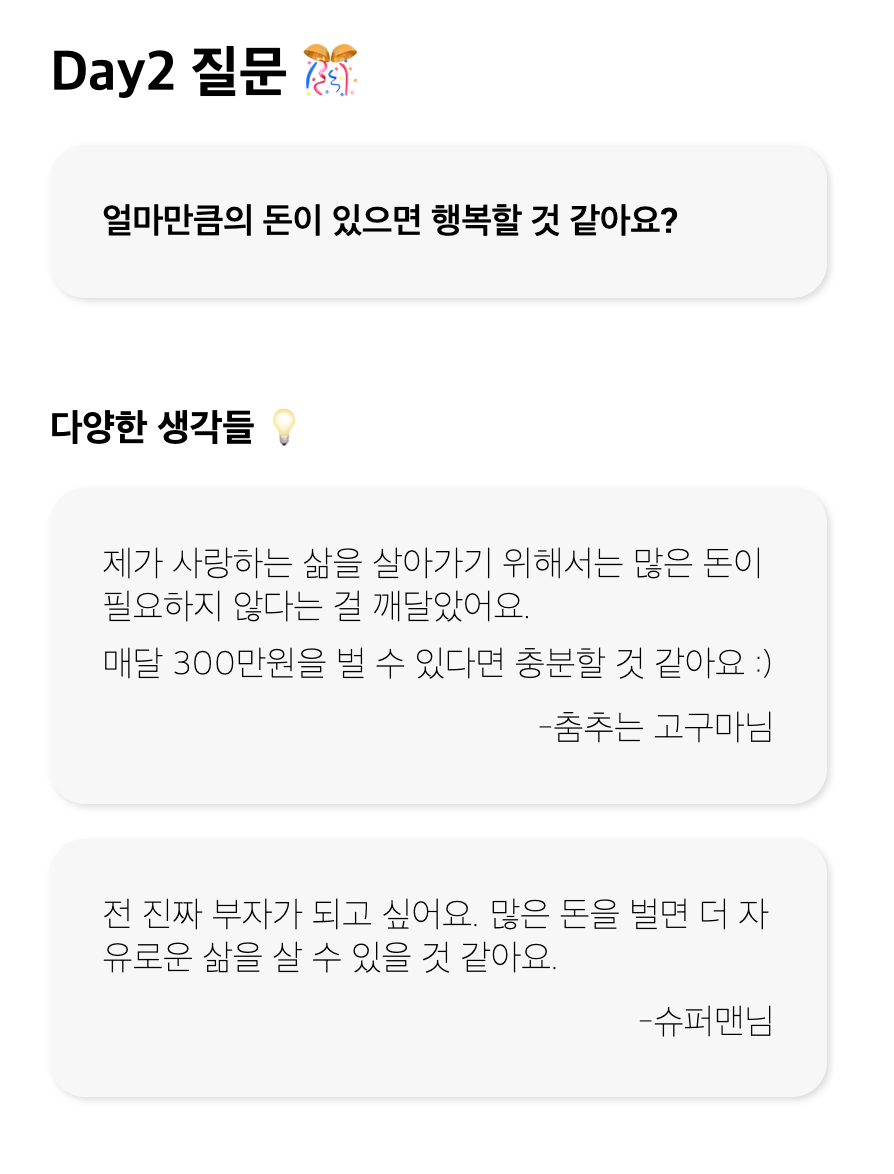 Day2 질문 🎊
얼마만큼의 돈이 있으면 행복할 것 같아요?
다양한 생각들 💡
제가 사랑하는 삶을 살아가기 위해서는 많은 돈이
필요하지 않다는 걸 깨달았어요.
매달 300만원을 벌 수 있다면 충분할 것 같아요 :)
-춤추는 고구마님
전 진짜 부자가 되고 싶어요. 많은 돈을 벌면 더 자
유로운 삶을 살 수 있을 것 같아요.
-슈퍼맨님